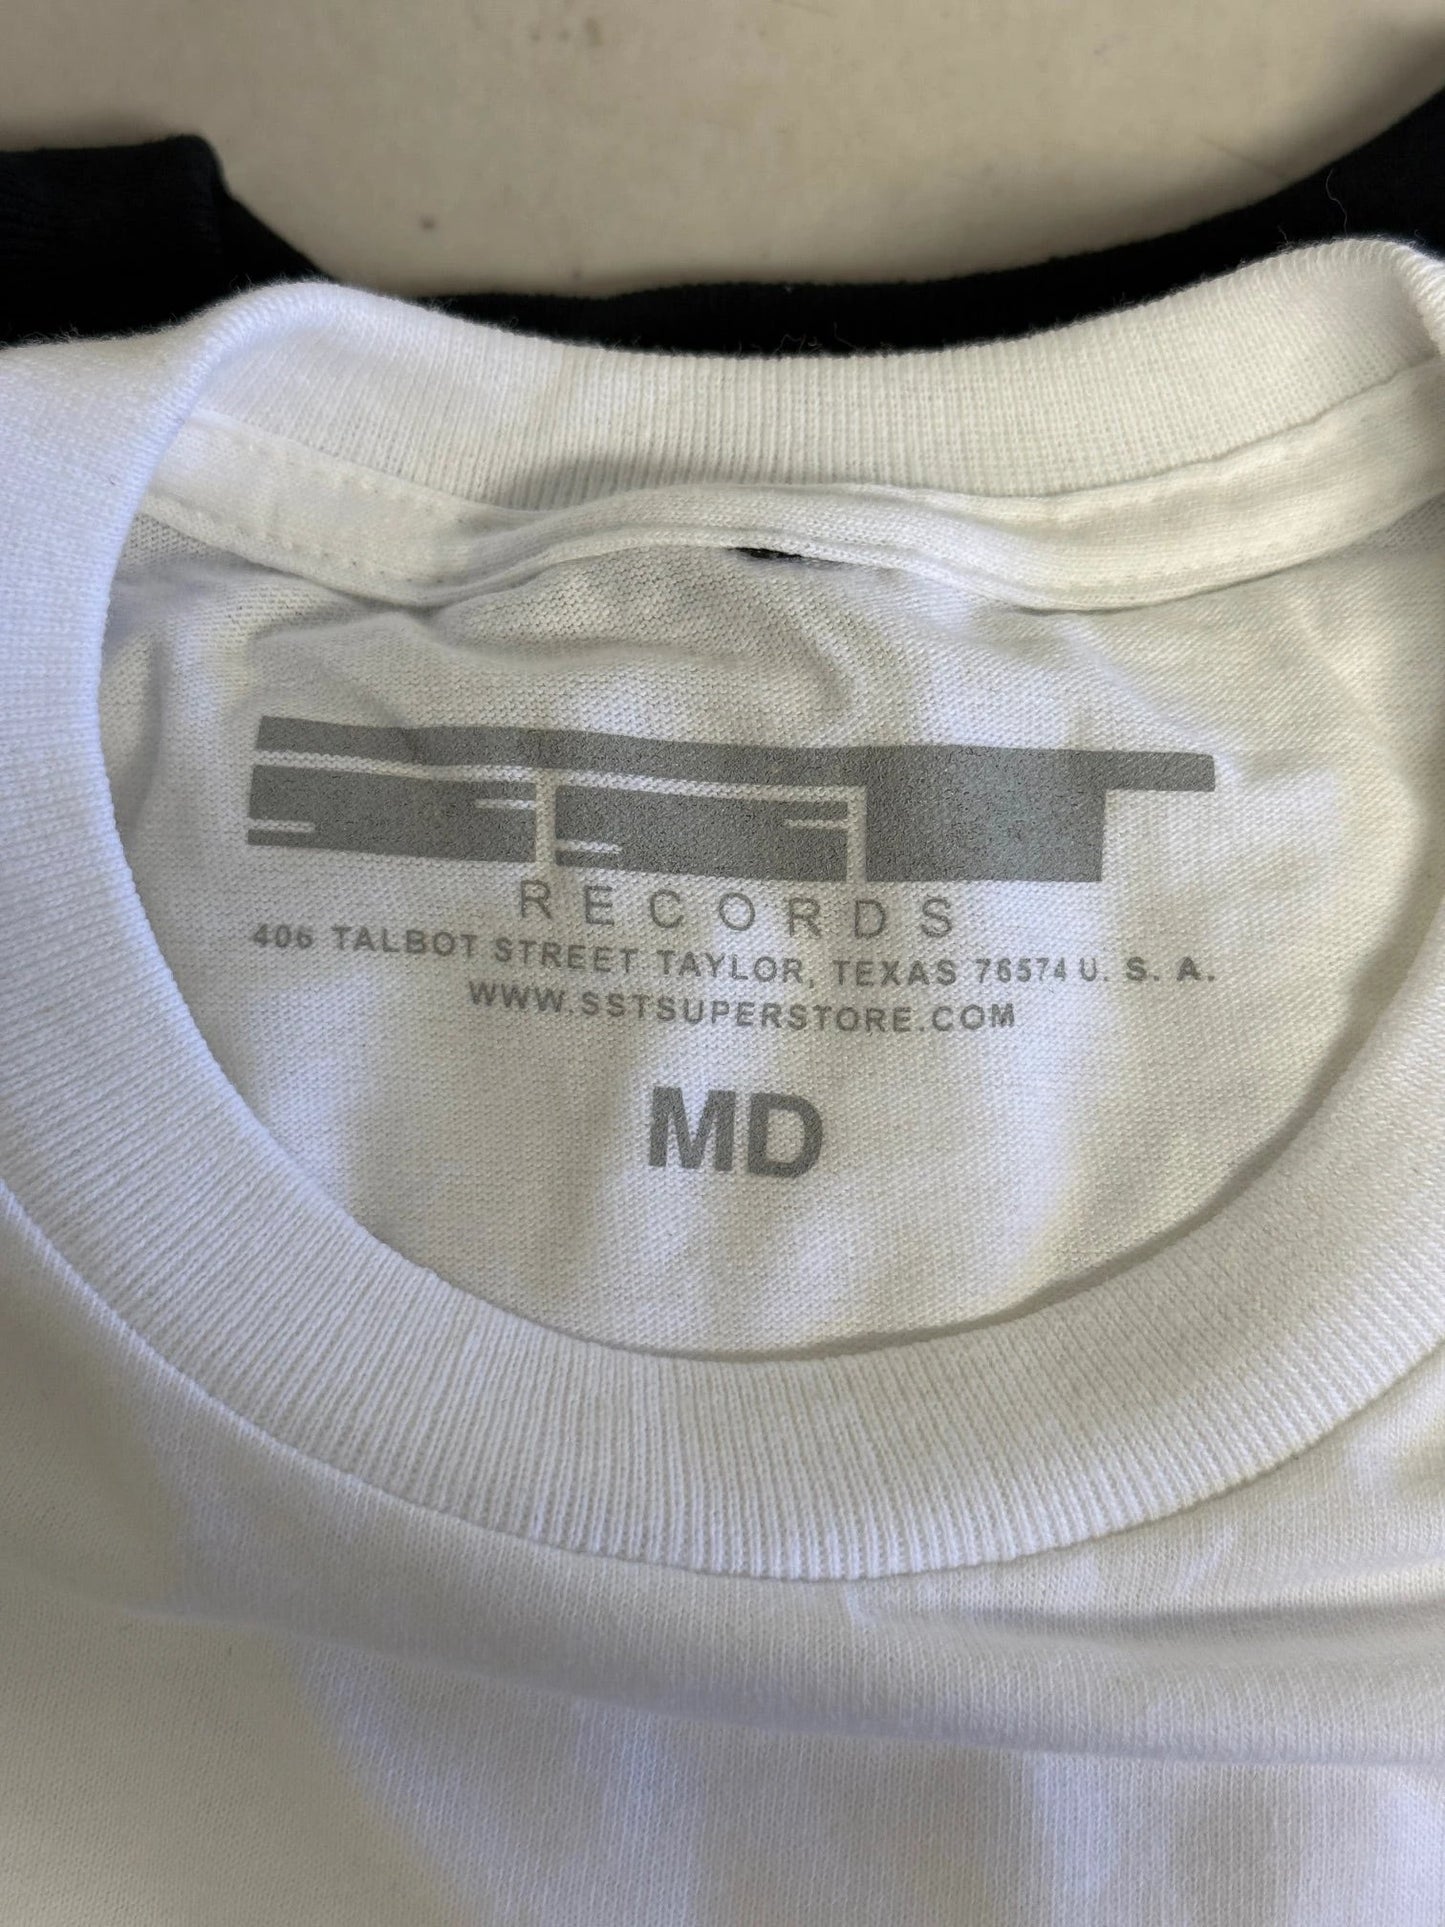 SST
RECORDS
406 TALBOT STREET TAYLOR, TEXAS 76574 U. S. A.
WWW.SSTSUPERSTORE.COM
MD